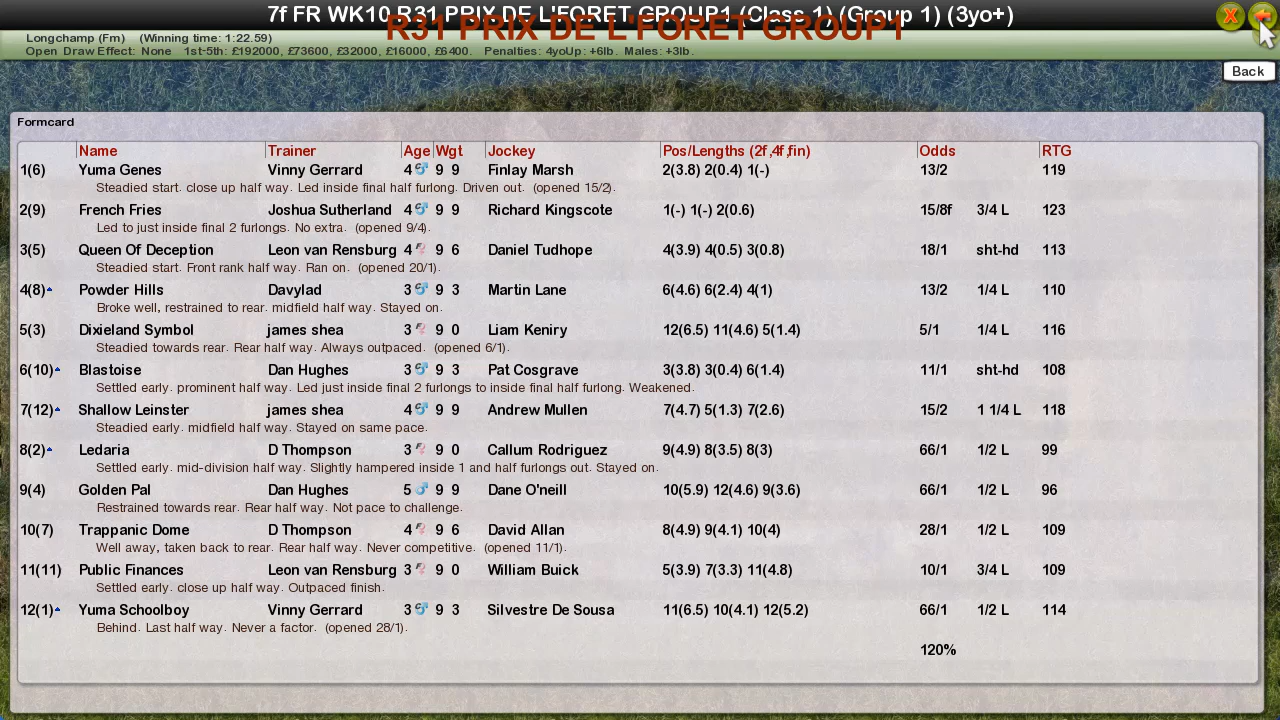 7f FR WK10 R31 PRIX DE L'FORET GROUP1 (Class 1) (Group 1) (3yo+)
R31 PRIX DE L'FORET GROUP1
X
Longchamp (Fm) (Winning time: 1:22.59)
Open Draw Effect: None 1st-5th: £192000, £73600, £32000, £16000, £6400. Penalties: 4yoUp: +6lb. Males: +3lb.
Back
Formcard
Name Trainer Age Wgt Jockey Pos/Lengths (2f,4f,fin) Odds RTG
1(6) Yuma Genes Vinny Gerrard 4 9 9 Finlay Marsh 2(3.8) 2(0.4) 1(-) 13/2 119
Steadied start. close up half way. Led inside final half furlong. Driven out. (opened 15/2).
2(9) French Fries Joshua Sutherland 4 9 9 Richard Kingscote 1(-) 1(-) 2(0.6) 15/8f 3/4 L 123
Led to just inside final 2 furlongs. No extra. (opened 9/4).
3(5) Queen Of Deception Leon van Rensburg 4 9 6 Daniel Tudhope 4(3.9) 4(0.5) 3(0.8) 18/1 sht-hd 113
Steadied start. Front rank half way. Ran on. (opened 20/1).
4(8) Powder Hills Davylad 3 9 3 Martin Lane 6(4.6) 6(2.4) 4(1) 13/2 1/4 L 110
Broke well, restrained to rear. midfield half way. Stayed on.
5(3) Dixieland Symbol james shea 3 9 0 Liam Keniry 12(6.5) 11(4.6) 5(1.4) 5/1 1/4 L 116
Steadied towards rear. Rear half way. Always outpaced. (opened 6/1).
6(10) Blastoise Dan Hughes 3 9 3 Pat Cosgrave 3(3.8) 3(0.4) 6(1.4) 11/1 sht-hd 108
Settled early. prominent half way. Led just inside final 2 furlongs to inside final half furlong. Weakened.
7(12) Shallow Leinster james shea 4 9 9 Andrew Mullen 7(4.7) 5(1.3) 7(2.6) 15/2 1 1/4 L 118
Steadied early. midfield half way. Stayed on same pace.
8(2) Ledaria D Thompson 3 9 0 Callum Rodriguez 9(4.9) 8(3.5) 8(3) 66/1 1/2 L 99
Settled early. mid-division half way. Slightly hampered inside 1 and half furlongs out. Stayed on.
9(4) Golden Pal Dan Hughes 5 9 9 Dane O'neill 10(5.9) 12(4.6) 9(3.6) 66/1 1/2 L 96
Restrained towards rear. Rear half way. Not pace to challenge.
10(7) Trappanic Dome D Thompson 4 9 6 David Allan 8(4.9) 9(4.1) 10(4) 28/1 1/2 L 109
Well away, taken back to rear. Rear half way. Never competitive. (opened 11/1).
11(11) Public Finances Leon van Rensburg 3 9 0 William Buick 5(3.9) 7(3.3) 11(4.8) 10/1 3/4 L 109
Settled early. close up half way. Outpaced finish.
12(1) Yuma Schoolboy Vinny Gerrard 3 9 3 Silvestre De Sousa 11(6.5) 10(4.1) 12(5.2) 66/1 1/2 L 114
Behind. Last half way. Never a factor. (opened 28/1).
120%